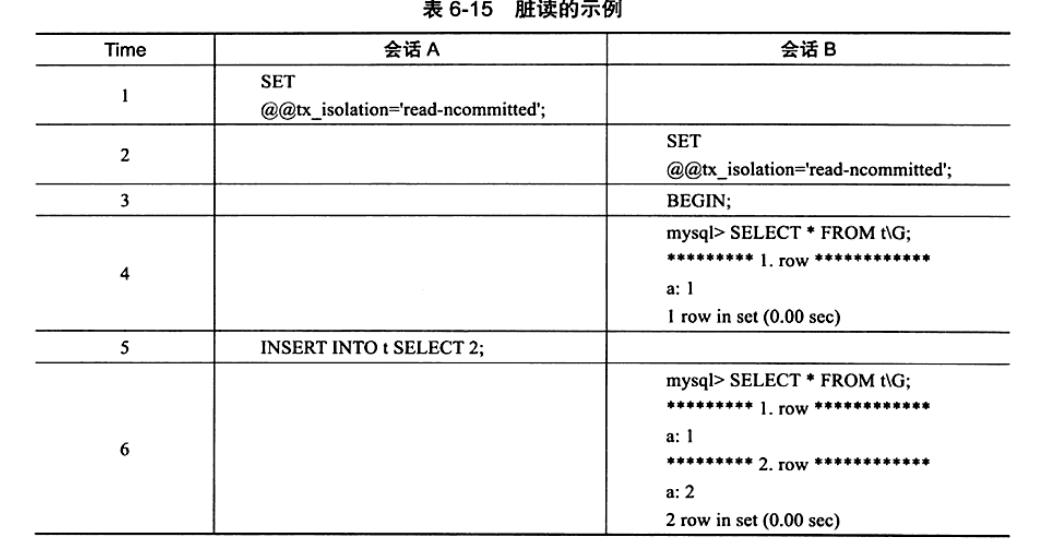 表 6-15 脏读的示例
Time 会话 A 会话 B
1 SET
@@tx_isolation='read-ncommitted';
2 SET
@@tx_isolation='read-ncommitted';
3 BEGIN;
4 mysql> SELECT * FROM t\G;
********* 1. row ************
a: 1
1 row in set (0.00 sec)
5 INSERT INTO t SELECT 2;
6 mysql> SELECT * FROM t\G;
********* 1. row ************
a: 1
********* 2. row ************
a: 2
2 row in set (0.00 sec)